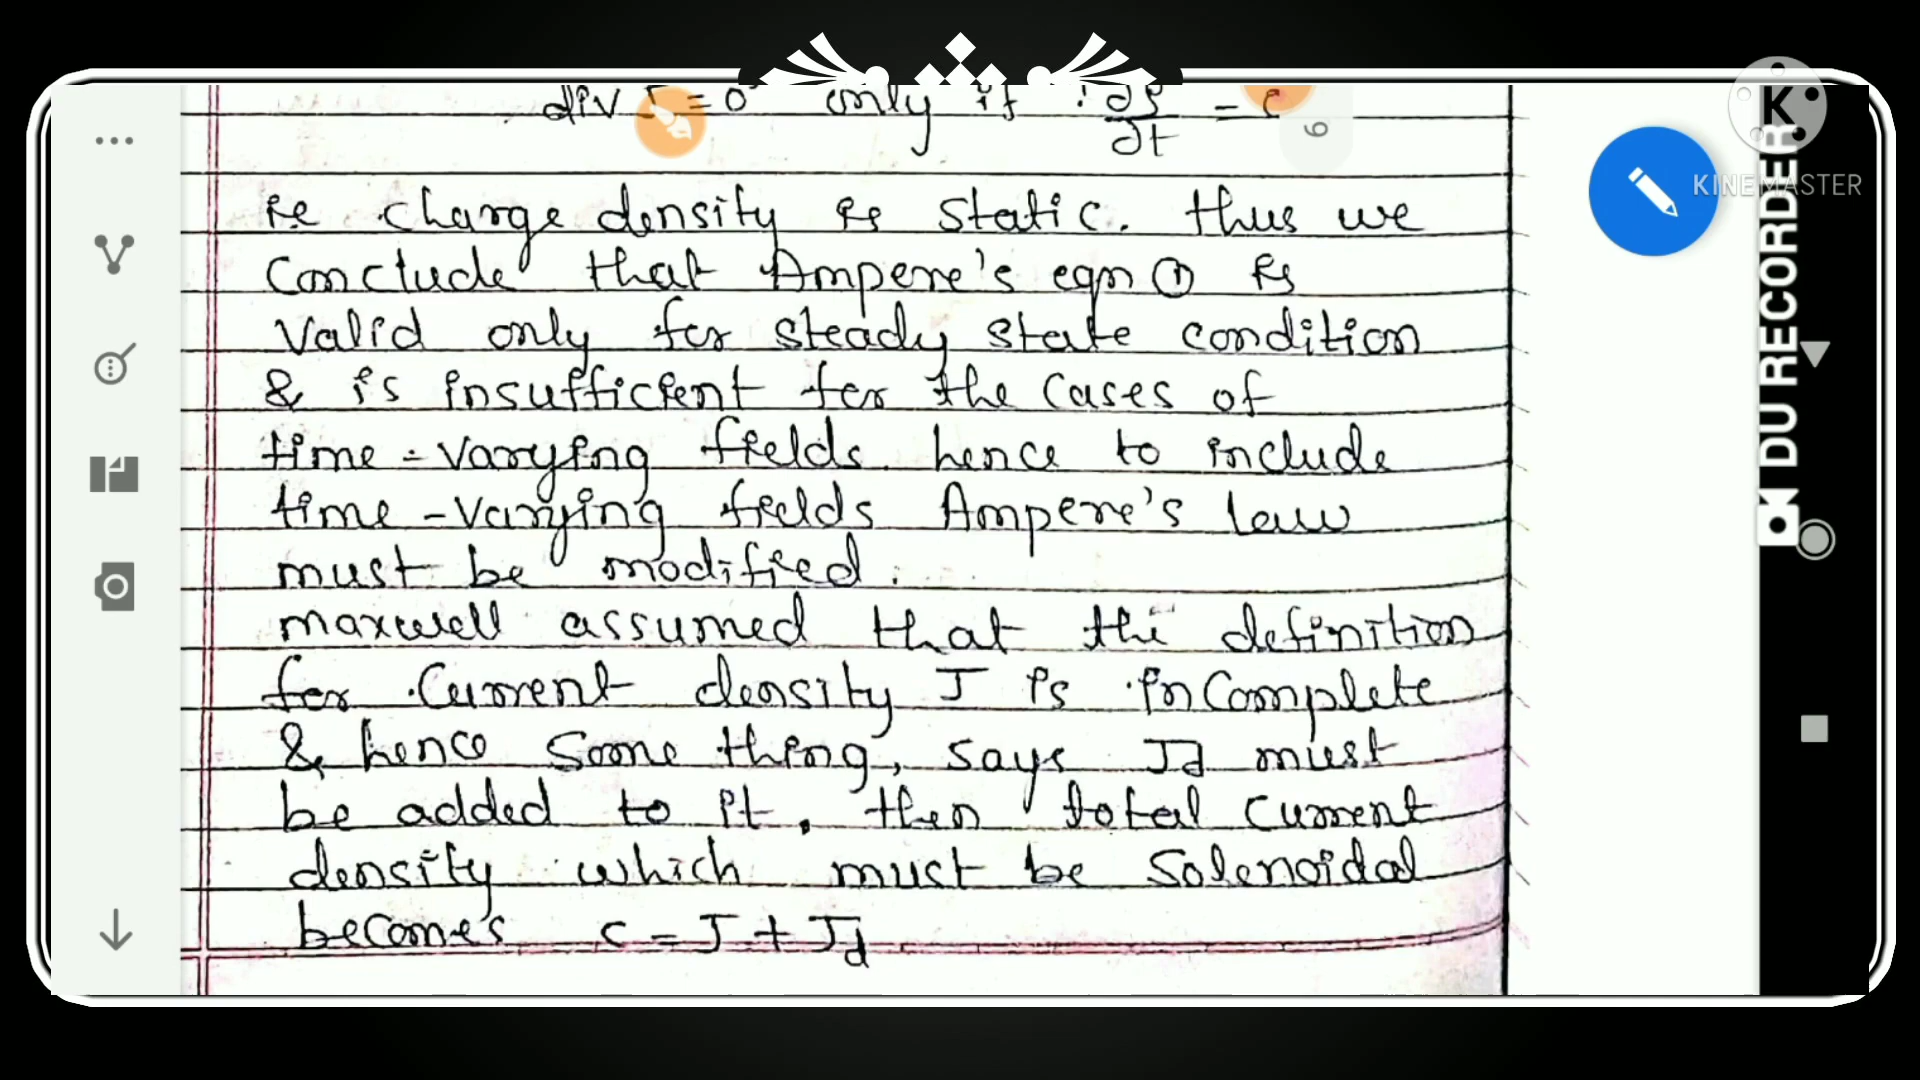 div J = 0 only if ∂ρ/∂t =
6
ie charge density is static. thus we
conclude that Ampere's eqn ① is
valid only for steady state condition
& is insufficient for the cases of
time-varying fields. hence to include
time-varying fields Ampere's law
must be modified.
maxwell assumed that the definition
for current density J is incomplete
& hence some thing, says Jd must
be added to it. then total current
density which must be solenoidal
becomes c = J + Jd
K
KINEMASTER
DU RECORDER